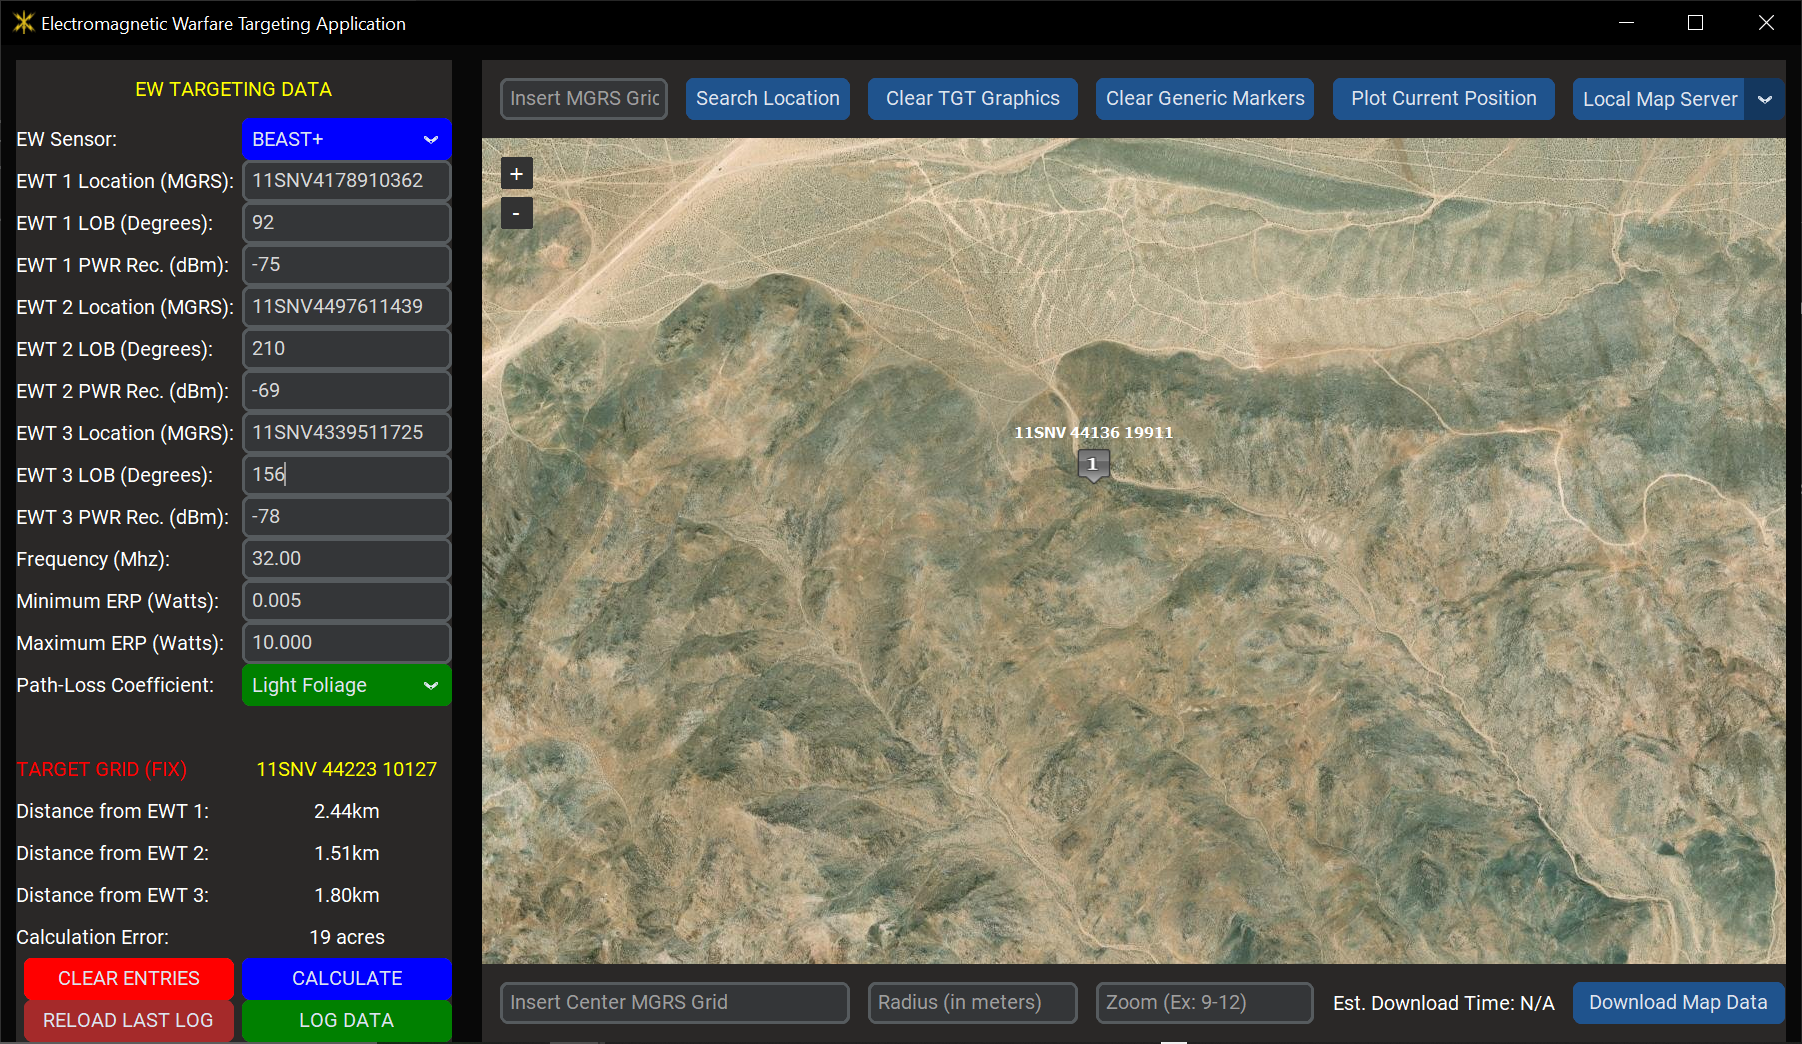 Electromagnetic Warfare Targeting Application
EW TARGETING DATA
EW Sensor: BEAST+
EWT 1 Location (MGRS): 11SNV4178910362
EWT 1 LOB (Degrees): 92
EWT 1 PWR Rec. (dBm): -75
EWT 2 Location (MGRS): 11SNV4497611439
EWT 2 LOB (Degrees): 210
EWT 2 PWR Rec. (dBm): -69
EWT 3 Location (MGRS): 11SNV4339511725
EWT 3 LOB (Degrees): 156
EWT 3 PWR Rec. (dBm): -78
Frequency (Mhz): 32.00
Minimum ERP (Watts): 0.005
Maximum ERP (Watts): 10.000
Path-Loss Coefficient: Light Foliage
TARGET GRID (FIX) 11SNV 44223 10127
Distance from EWT 1: 2.44km
Distance from EWT 2: 1.51km
Distance from EWT 3: 1.80km
Calculation Error: 19 acres
CLEAR ENTRIES CALCULATE
RELOAD LAST LOG LOG DATA
Insert MGRS Gric Search Location Clear TGT Graphics Clear Generic Markers Plot Current Position Local Map Server
+
-
11SNV 44136 19911
1
Insert Center MGRS Grid Radius (in meters) Zoom (Ex: 9-12) Est. Download Time: N/A Download Map Data